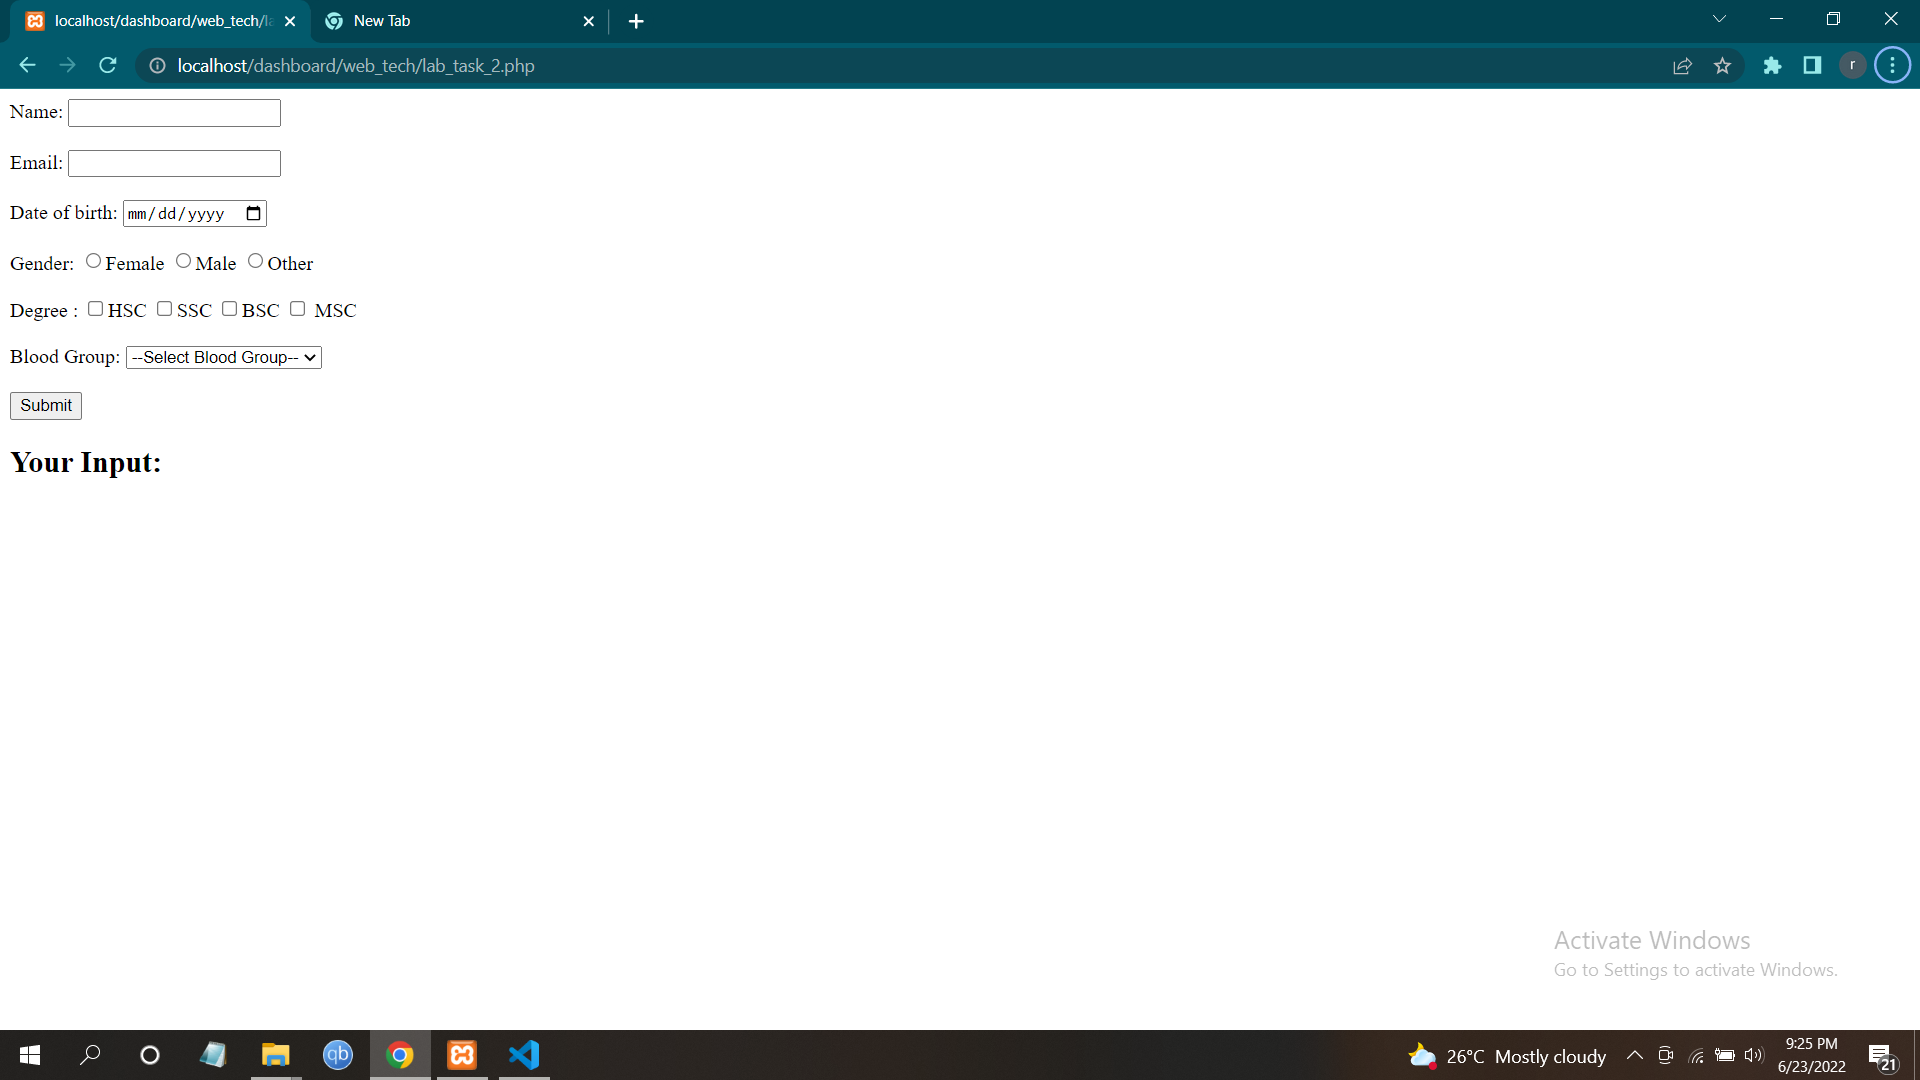 localhost/dashboard/web_tech/la
New Tab
localhost/dashboard/web_tech/lab_task_2.php
r
Name:
Email:
Date of birth: mm/dd/yyyy
Gender: Female Male Other
Degree : HSC SSC BSC MSC
Blood Group: --Select Blood Group--
Submit
Your Input:
Activate Windows
Go to Settings to activate Windows.
qb
26°C Mostly cloudy
9:25 PM
6/23/2022
21